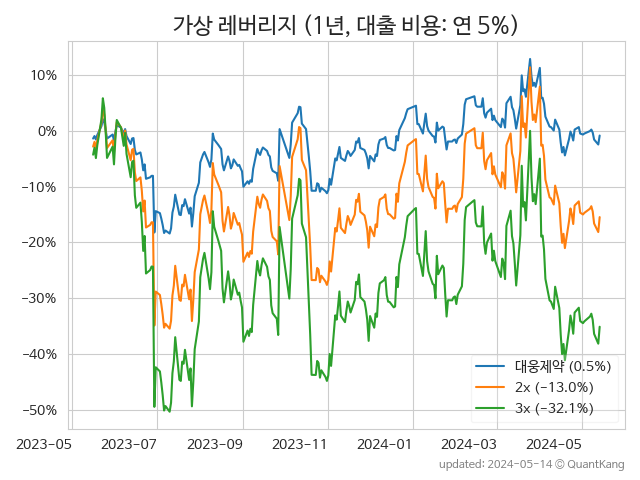 가상 레버리지 (1년, 대출 비용: 연 5%)
10%
0%
−10%
−20%
−30%
−40%
−50%
대웅제약 (0.5%)
2x (−13.0%)
3x (−32.1%)
2023-05 2023-07 2023-09 2023-11 2024-01 2024-03 2024-05
updated: 2024-05-14 © QuantKang